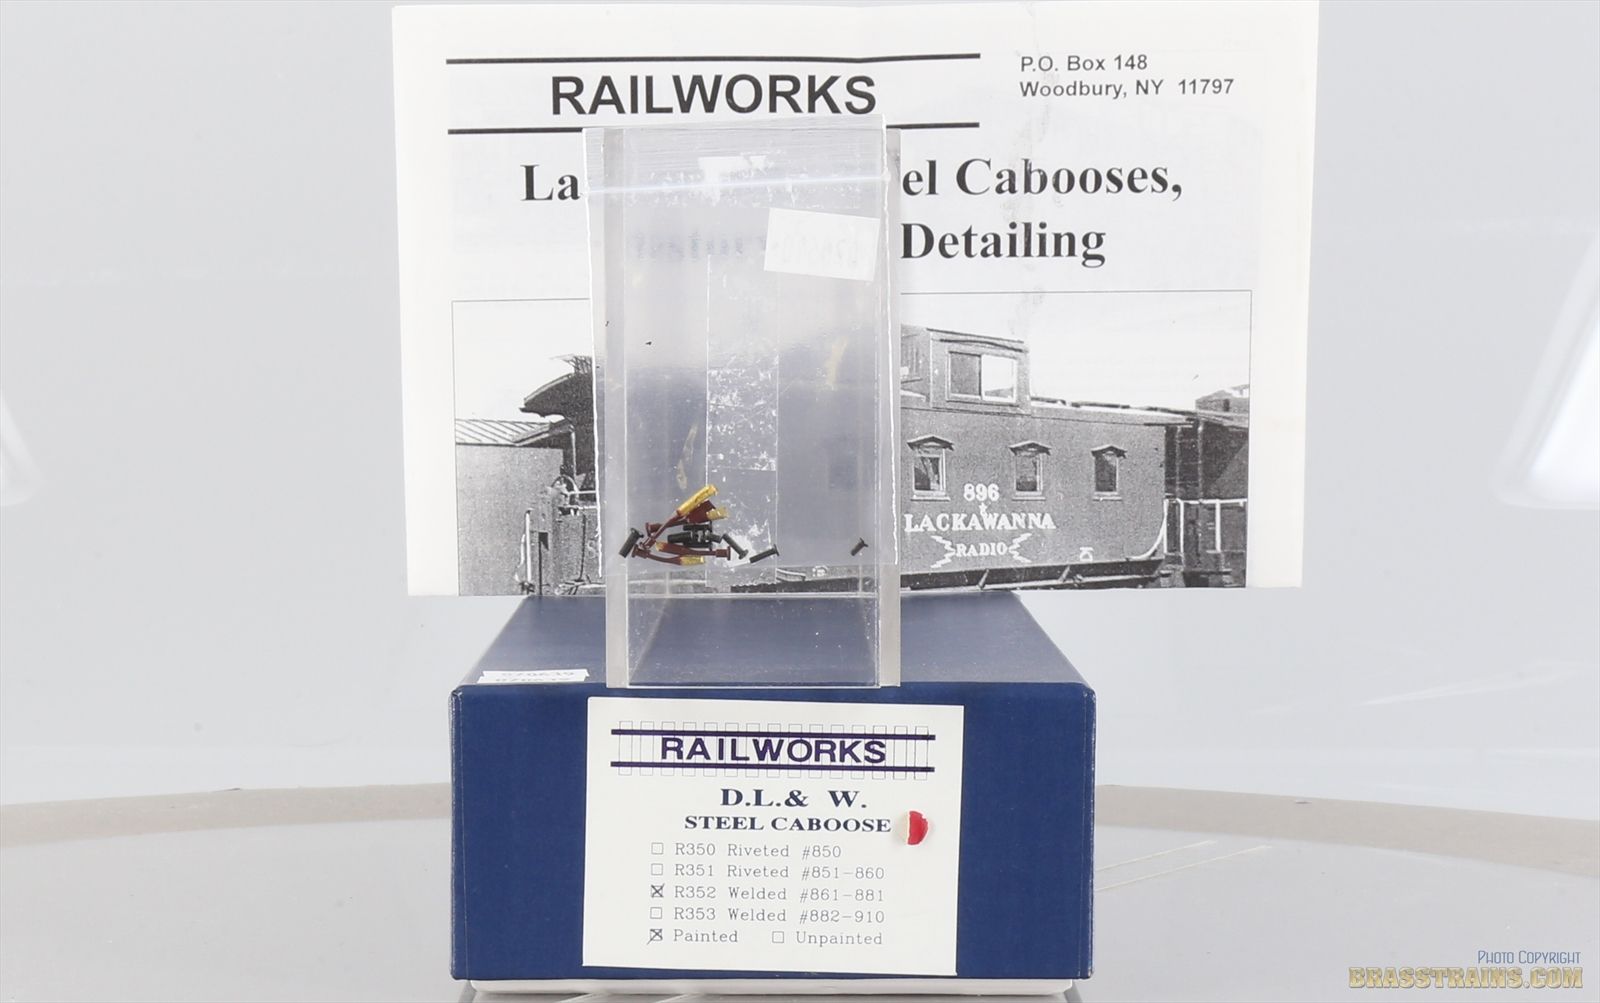 RAILWORKS
P.O. Box 148
Woodbury, NY 11797
La el Cabooses,
Detailing
896
LACKAWANNA
RADIO
RAILWORKS
D.L.& W.
STEEL CABOOSE
R350 Riveted #850
R351 Riveted #851-860
R352 Welded #861-881
R353 Welded #882-910
Painted Unpainted
PHOTO COPYRIGHT
BRASSTRAINS.COM